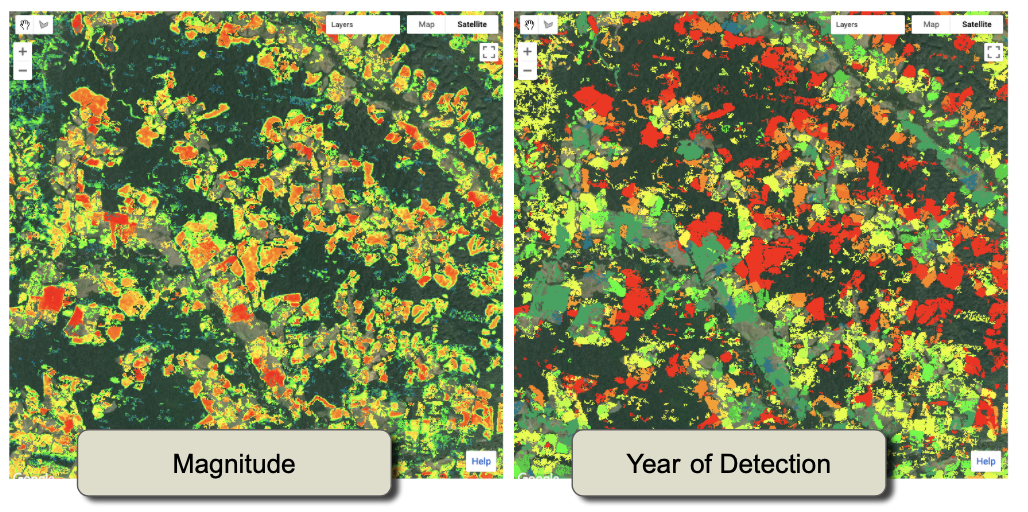 Layers
Map
Satellite
+
−
Magnitude
Help
Layers
Map
Satellite
+
−
Year of Detection
Help